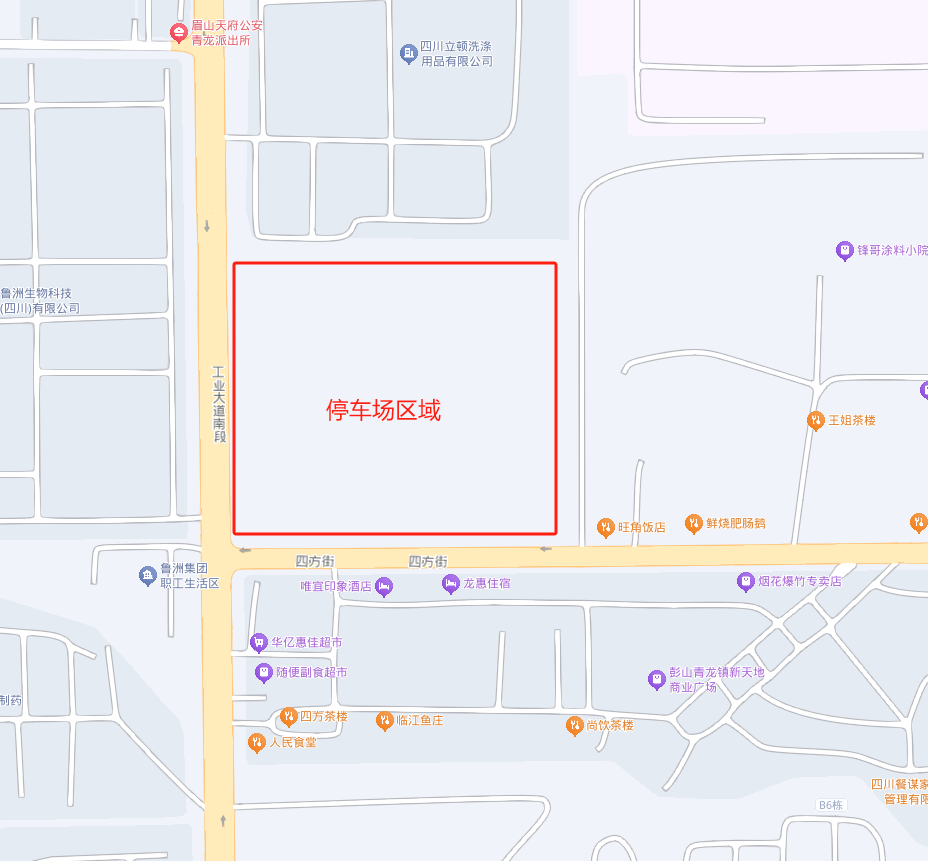 眉山天府公安
青龙派出所
四川立顿洗涤
用品有限公司
锋哥涂料小院
鲁洲生物科技
(四川)有限公司
工业大道南段
停车场区域
王姐茶楼
旺角饭店
鲜烧肥肠鹅
四方街
四方街
鲁洲集团
职工生活区
唯宜印象酒店
龙惠住宿
烟花爆竹专卖店
华亿惠佳超市
随便副食超市
彭山青龙镇新天地
商业广场
制药
四方茶楼
临江鱼庄
尚饮茶楼
人民食堂
四川餐谋家
管理有限
B6栋